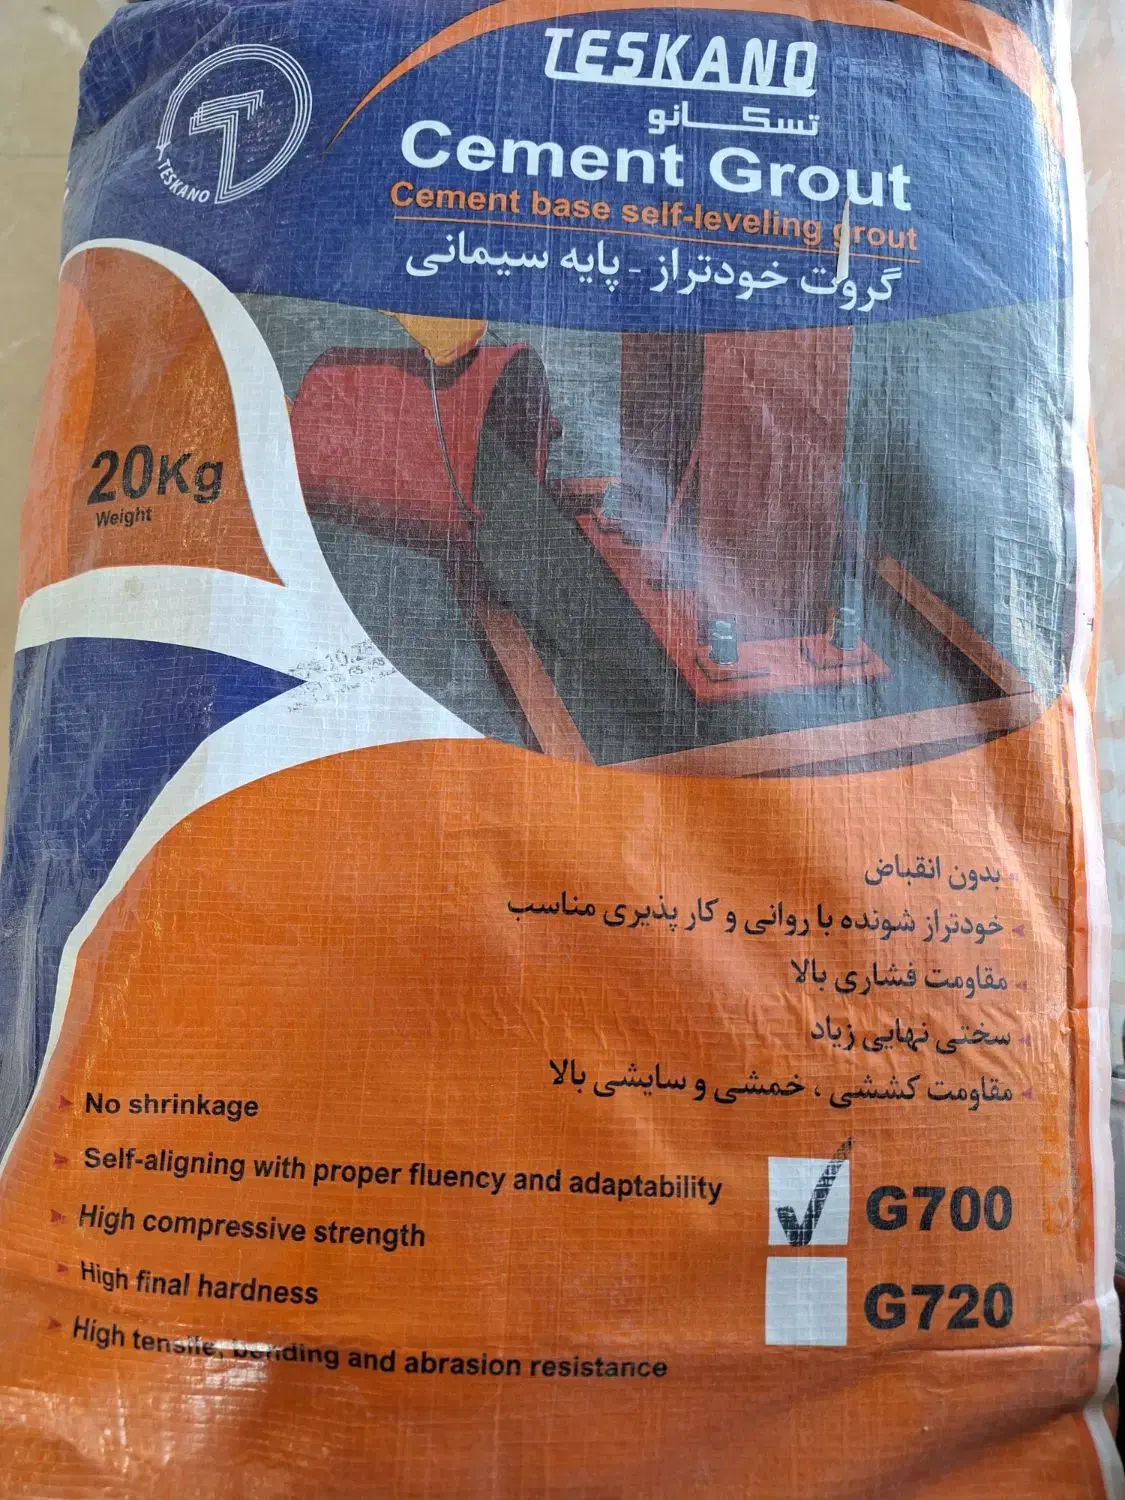 TESKANO
TESKANO
تسکانو
Cement Grout
Cement base self-leveling grout
گروت خودتراز - پایه سیمانی
20Kg
Weight
بدون انقباض
خودتراز شونده با روانی و کار پذیری مناسب
مقاومت فشاری بالا
سختی نهایی زیاد
مقاومت کششی ، خمشی و سایشی بالا
No shrinkage
Self-aligning with proper fluency and adaptability
High compressive strength
High final hardness
High tensile, bending and abrasion resistance
G700
G720